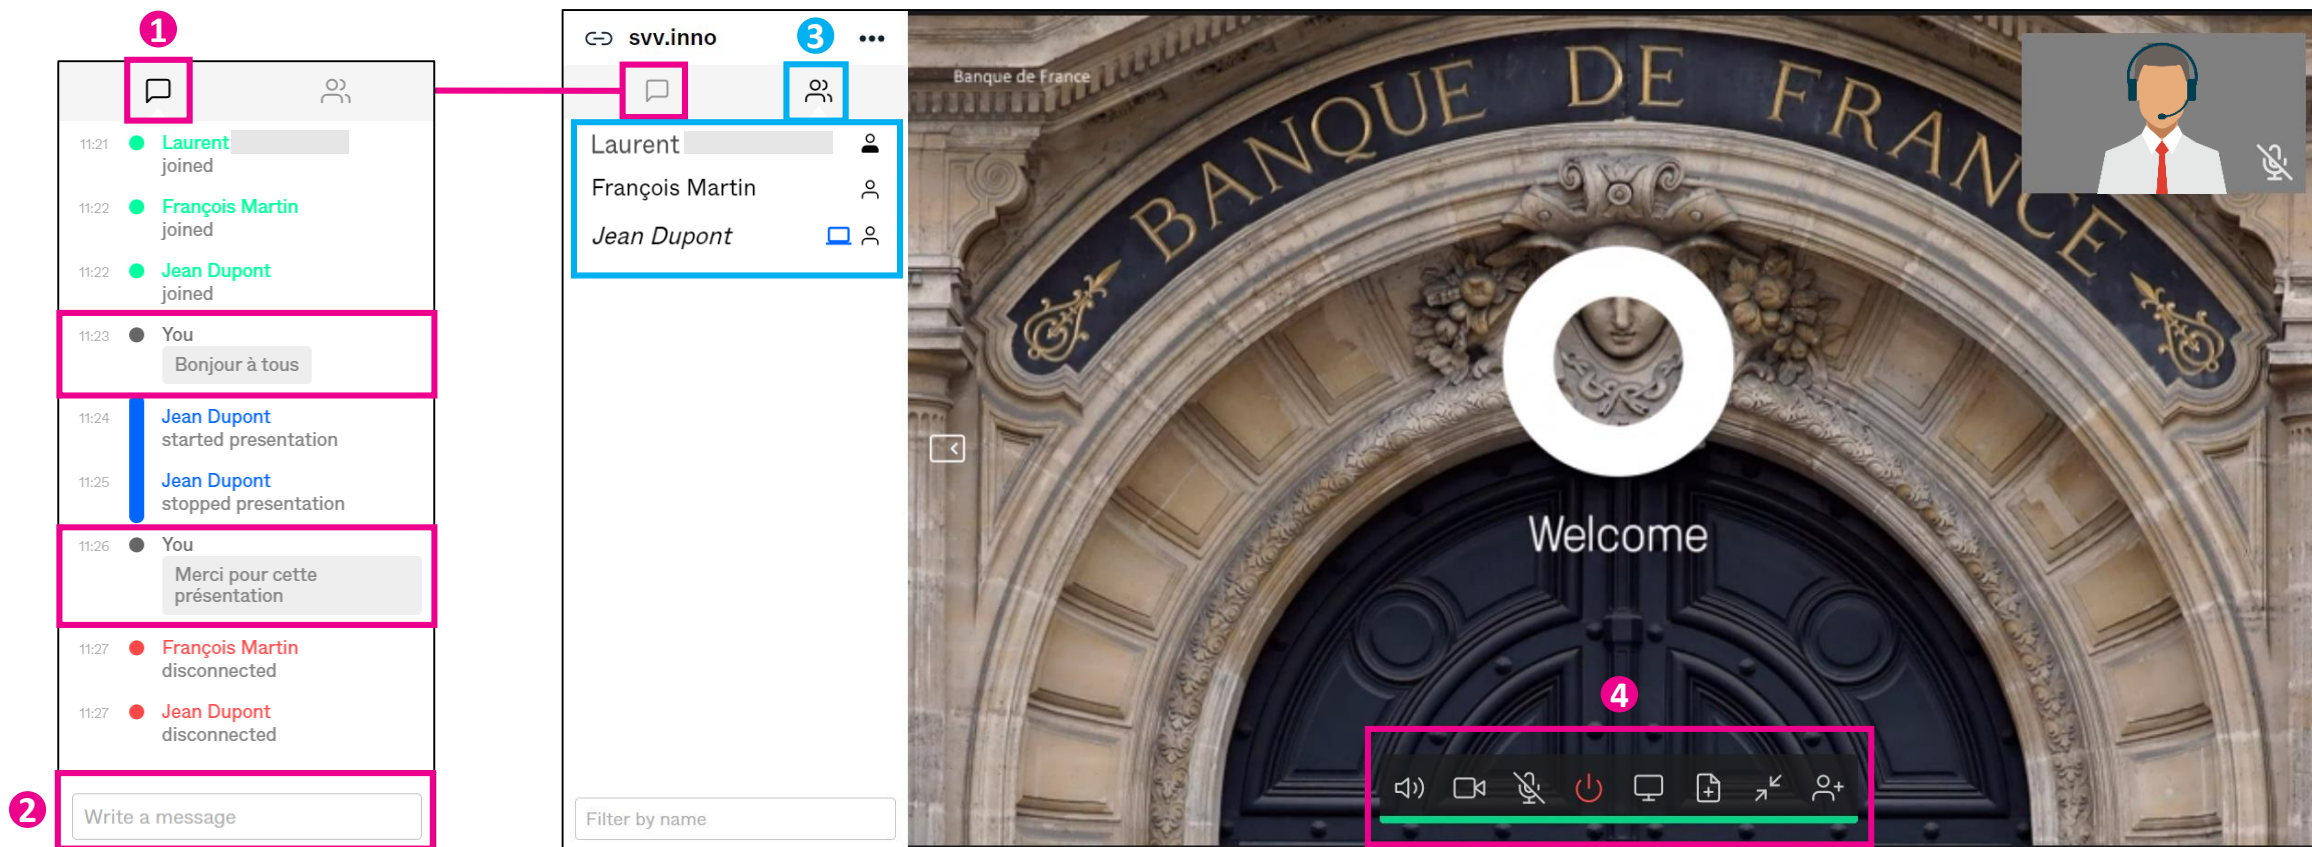 1
11:21 Laurent
joined
11:22 François Martin
joined
11:22 Jean Dupont
joined
11:23 You
Bonjour à tous
11:24 Jean Dupont
started presentation
11:25 Jean Dupont
stopped presentation
11:26 You
Merci pour cette
présentation
11:27 François Martin
disconnected
11:27 Jean Dupont
disconnected
2
Write a message
svv.inno
3
Laurent
François Martin
Jean Dupont
Filter by name
Banque de France
BANQUE DE FRANCE
Welcome
4